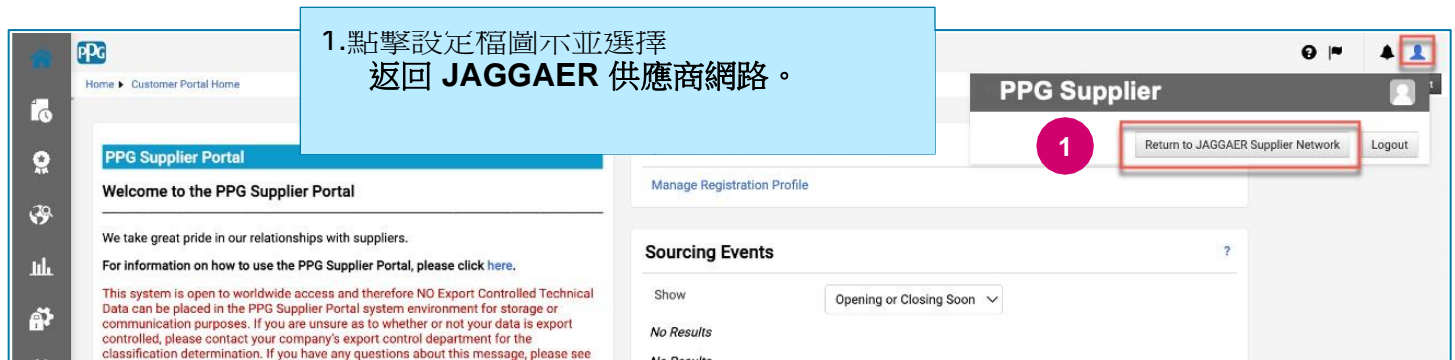 1.點擊設定檔圖示並選擇
返回 JAGGAER 供應商網路。
PPG
Home ▸ Customer Portal Home
PPG Supplier
1
Return to JAGGAER Supplier Network
Logout
PPG Supplier Portal
Welcome to the PPG Supplier Portal
We take great pride in our relationships with suppliers.
For information on how to use the PPG Supplier Portal, please click here.
This system is open to worldwide access and therefore NO Export Controlled Technical
Data can be placed in the PPG Supplier Portal system environment for storage or
communication purposes. If you are unsure as to whether or not your data is export
controlled, please contact your company's export control department for the
classification determination. If you have any questions about this message, please see
Manage Registration Profile
Sourcing Events
?
Show
Opening or Closing Soon
No Results
No Results